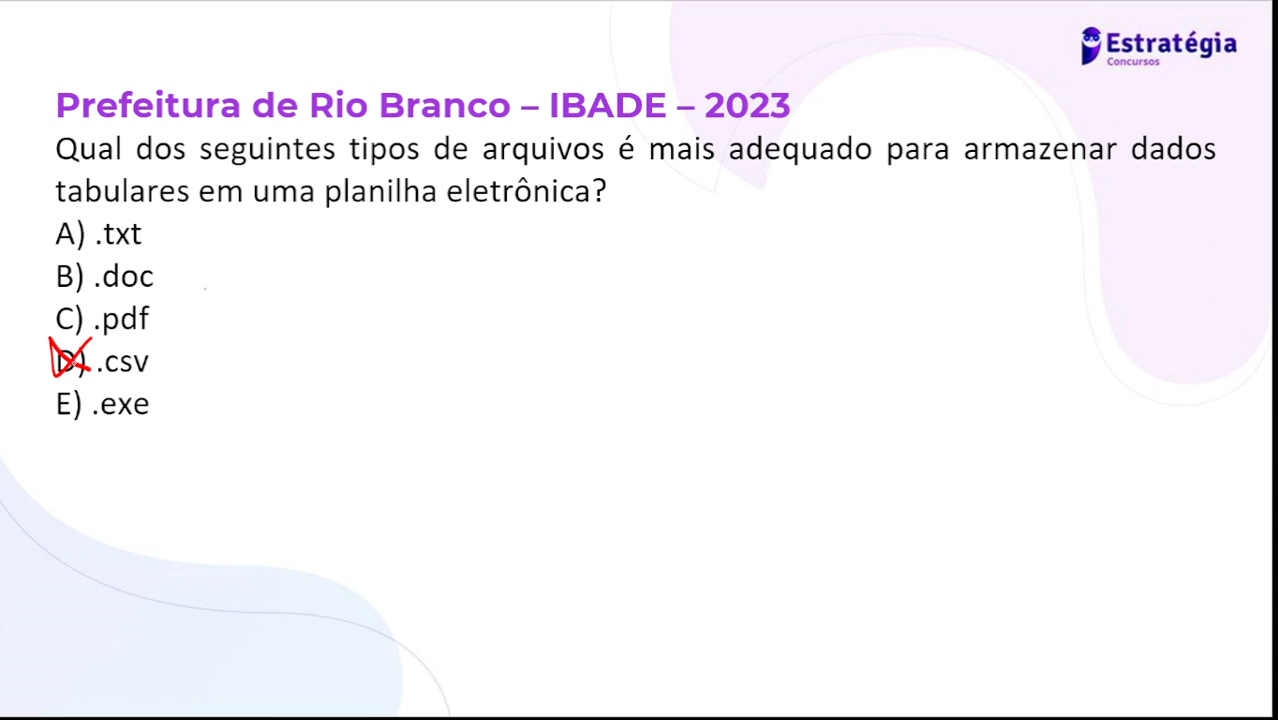 Estratégia
Concursos
Prefeitura de Rio Branco – IBADE – 2023
Qual dos seguintes tipos de arquivos é mais adequado para armazenar dados
tabulares em uma planilha eletrônica?
A) .txt
B) .doc
C) .pdf
D) .csv
E) .exe